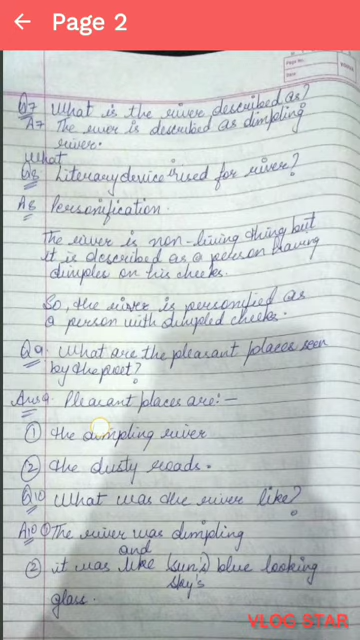 ← Page 2
Page No.
Date
Q7 What is the river described as?
A7 The river is described as dimpling
river.
What
Q8 Literary device is used for river?
A8 Personification.
The river is non-living thing but
it is described as a person having
dimples on his cheeks.
So, the river is personified as
a person with dimpled cheeks.
Q9. What are the pleasant places seen
by the poet?
Ans9. Pleasant places are:-
① the dimpling river
② the dusty roads.
Q10 What was the river like?
A10 ① The river was dimpling
and
② it was like (sun's) blue looking
sky's
glass.
VLOG STAR